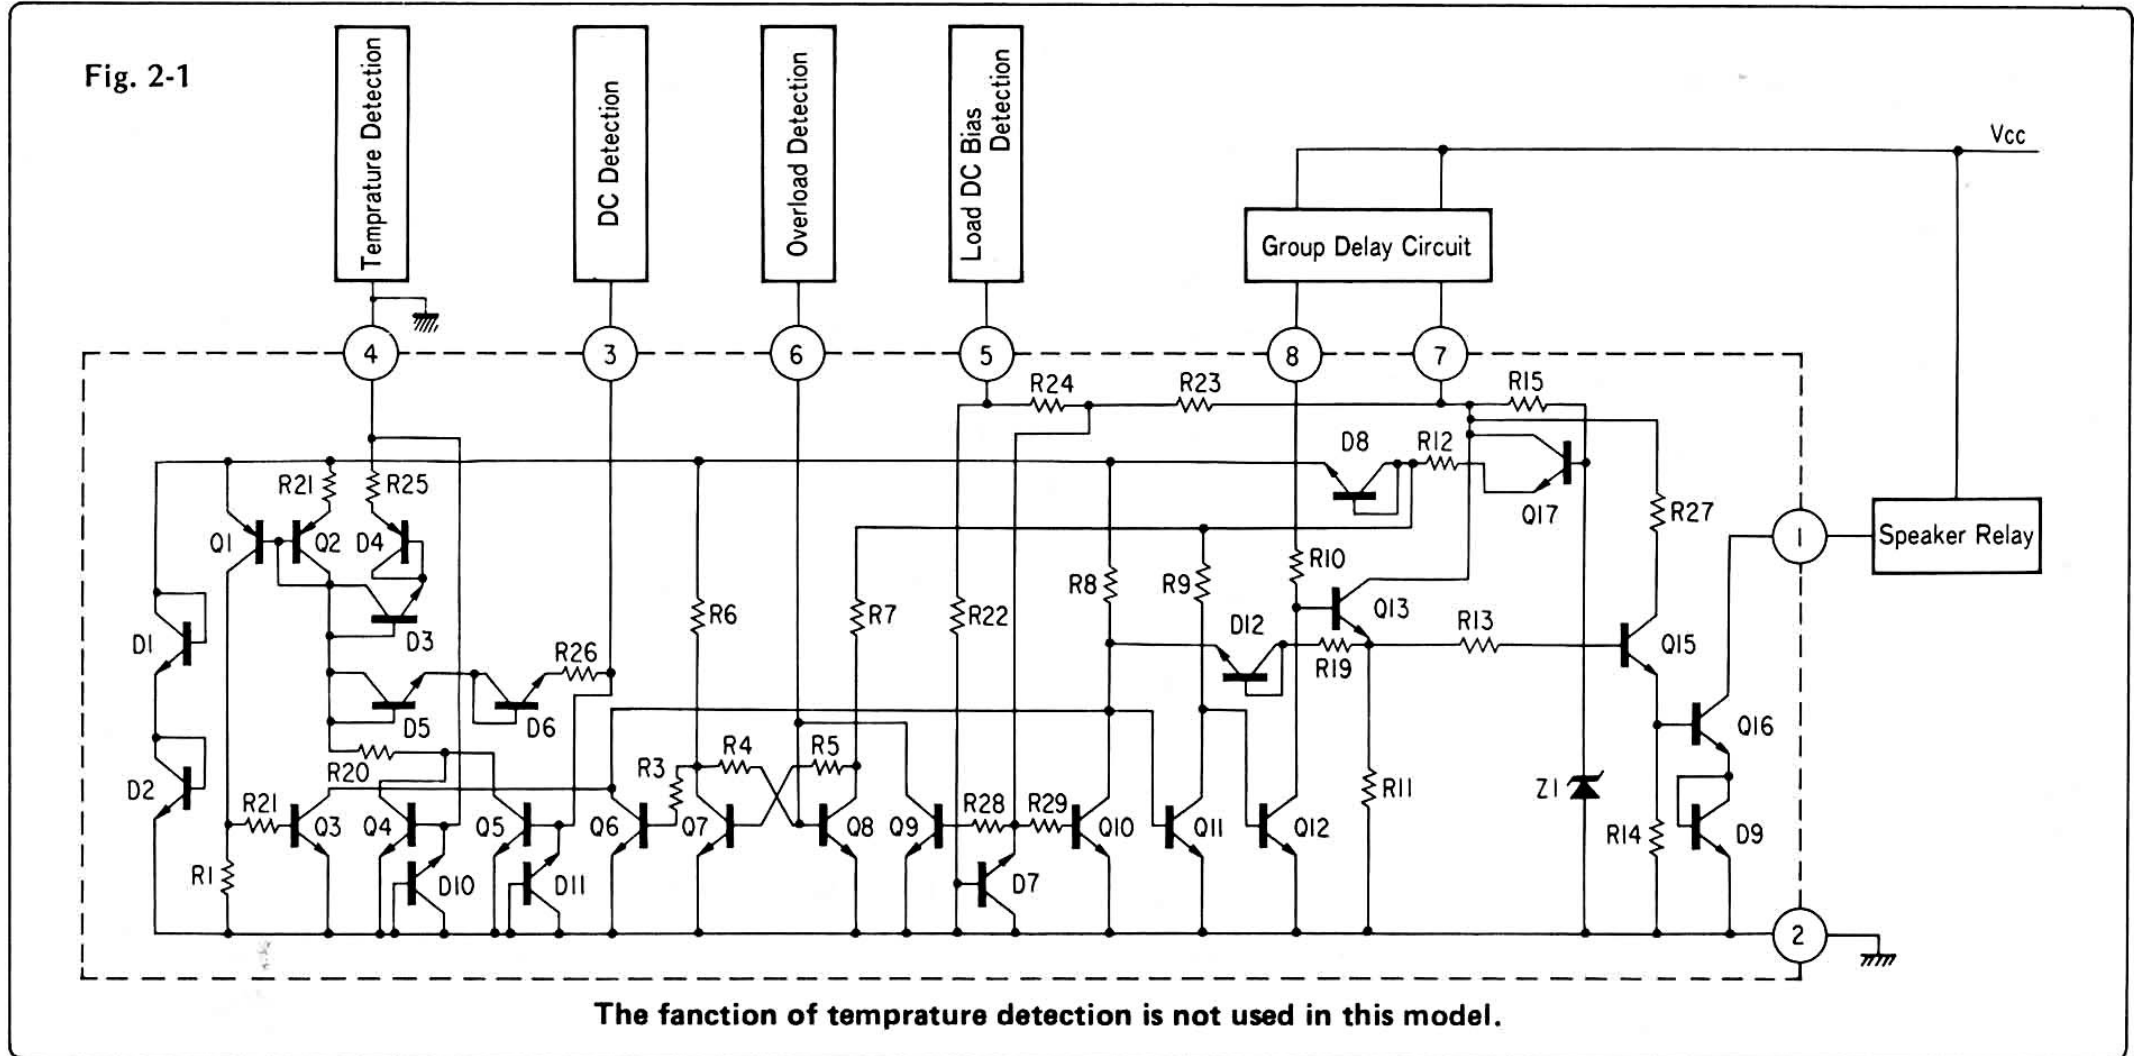 Fig. 2-1
Temprature Detection
DC Detection
Overload Detection
Load DC Bias
Detection
Vcc
Group Delay Circuit
4
3
6
5
8
7
R24
R23
R15
D8
R12
R21
R25
Q17
R27
1
Speaker Relay
Q1
Q2
D4
R10
R8
R9
R6
R7
R22
Q13
D1
D3
D12
R13
Q15
R26
R19
D5
D6
Q16
R4
R5
R3
R20
D2
R21
Q3
Q4
Q5
Q6
Q7
Q8
Q9
R28
R29
Q10
Q11
Q12
R11
Z1
R14
D9
R1
D10
D11
D7
2
The fanction of temprature detection is not used in this model.